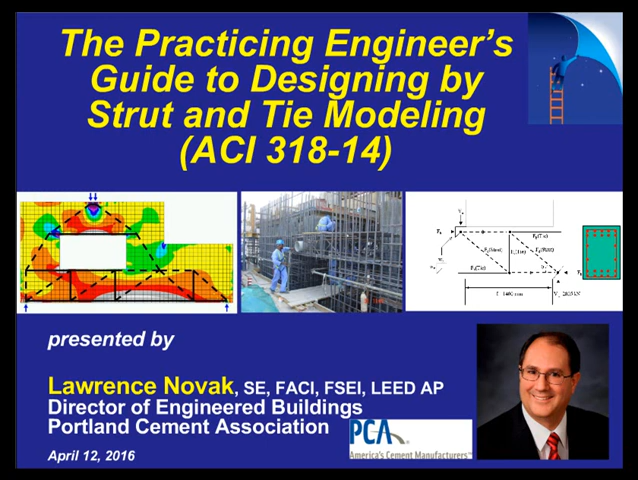 The Practicing Engineer's
Guide to Designing by
Strut and Tie Modeling
(ACI 318-14)
presented by
Lawrence Novak, SE, FACI, FSEI, LEED AP
Director of Engineered Buildings
Portland Cement Association
PCA
America's Cement Manufacturers
April 12, 2016